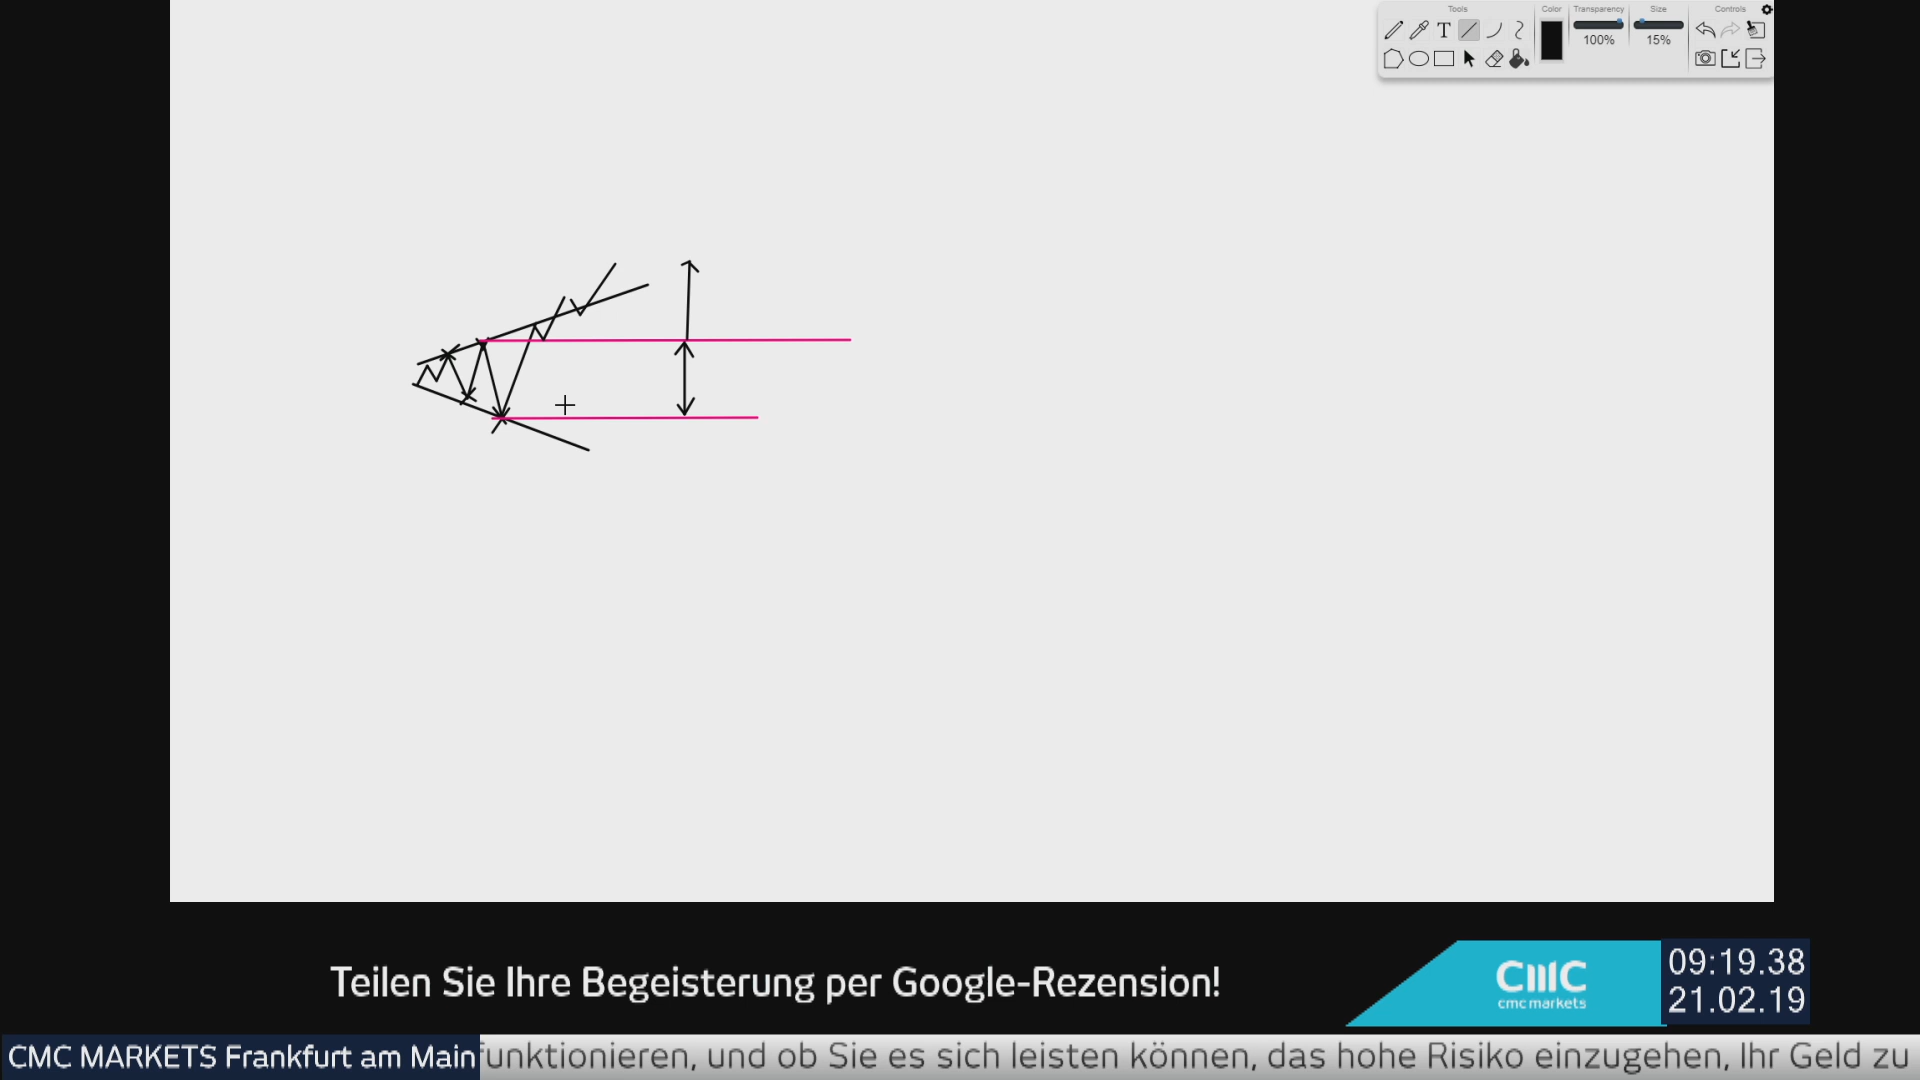 Tools
Color
Transparency
Size
Controls
T
100%
15%
Teilen Sie Ihre Begeisterung per Google-Rezension!
CMC
cmc markets
09:19.38
21.02.19
CMC MARKETS Frankfurt am Main
funktionieren, und ob Sie es sich leisten können, das hohe Risiko einzugehen, Ihr Geld zu